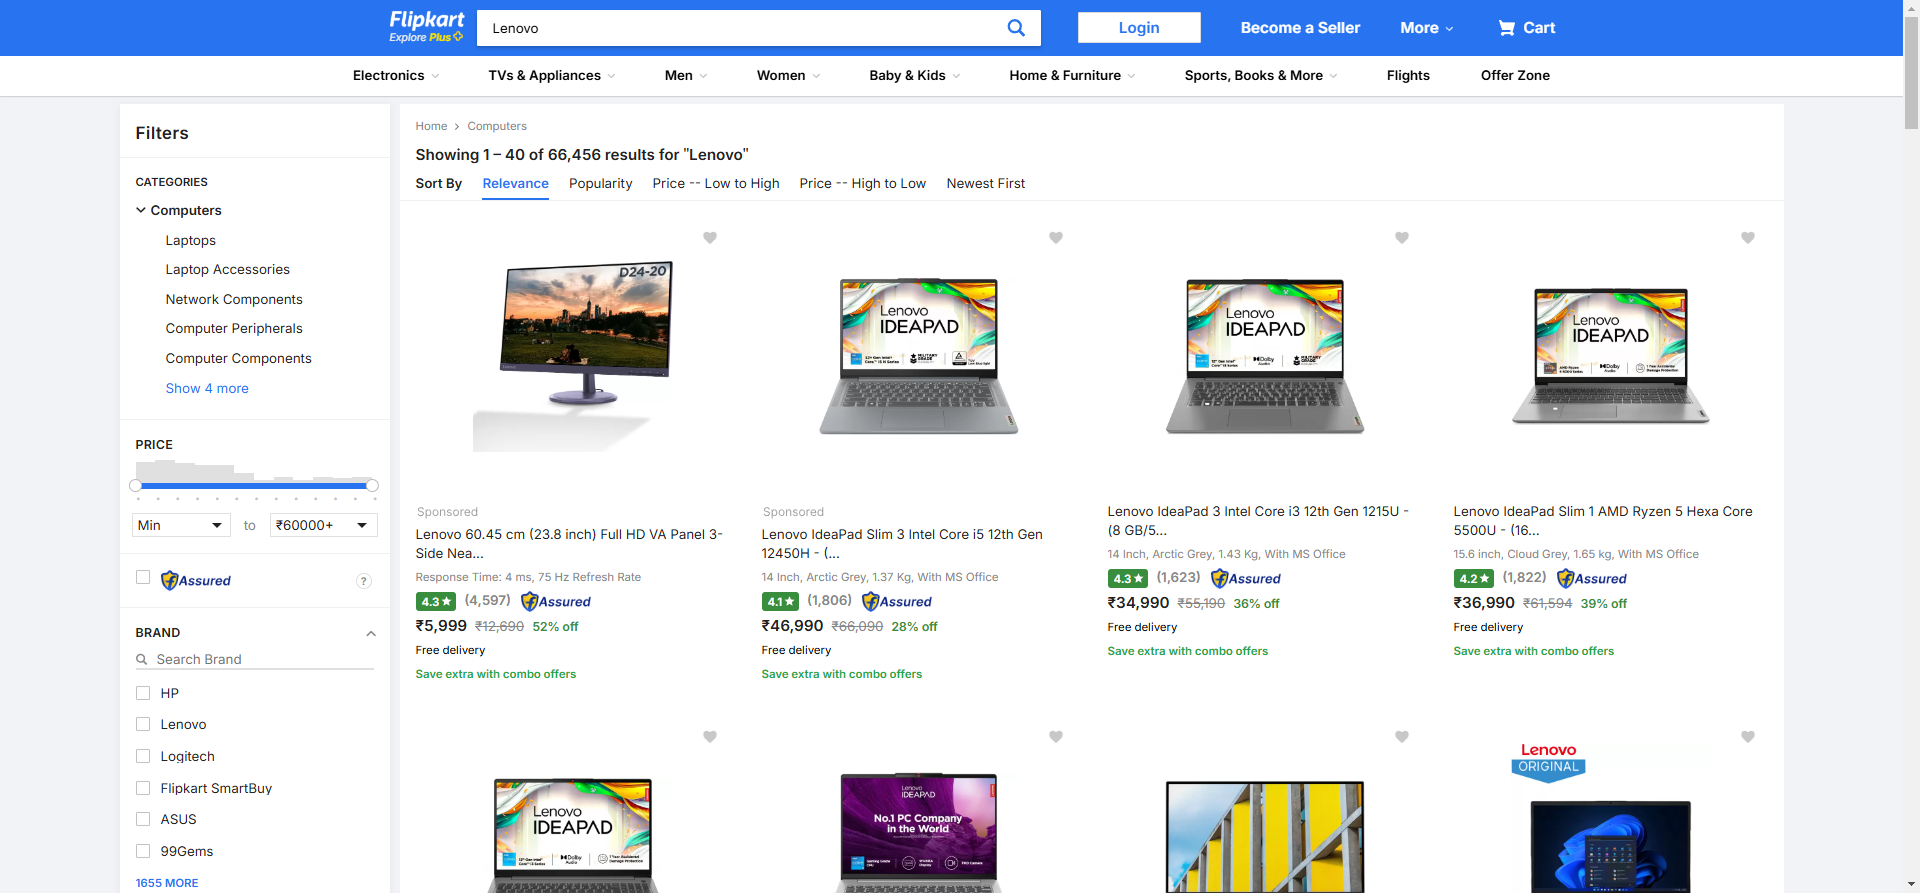 Flipkart
Explore Plus
Lenovo
Login
Become a Seller
More
Cart
Electronics
TVs & Appliances
Men
Women
Baby & Kids
Home & Furniture
Sports, Books & More
Flights
Offer Zone
Filters
CATEGORIES
Computers
Laptops
Laptop Accessories
Network Components
Computer Peripherals
Computer Components
Show 4 more
PRICE
Min
to
₹60000+
Assured
?
BRAND
Search Brand
HP
Lenovo
Logitech
Flipkart SmartBuy
ASUS
99Gems
1655 MORE
Home
Computers
Showing 1 – 40 of 66,456 results for "Lenovo"
Sort By
Relevance
Popularity
Price -- Low to High
Price -- High to Low
Newest First
D24-20
Sponsored
Lenovo 60.45 cm (23.8 inch) Full HD VA Panel 3-
Side Nea...
Response Time: 4 ms, 75 Hz Refresh Rate
4.3
(4,597)
Assured
₹5,999 ₹12,690 52% off
Free delivery
Save extra with combo offers
Lenovo
IDEAPAD
Sponsored
Lenovo IdeaPad Slim 3 Intel Core i5 12th Gen
12450H - (...
14 Inch, Arctic Grey, 1.37 Kg, With MS Office
4.1
(1,806)
Assured
₹46,990 ₹66,090 28% off
Free delivery
Save extra with combo offers
Lenovo
IDEAPAD
Dolby
Lenovo IdeaPad 3 Intel Core i3 12th Gen 1215U -
(8 GB/5...
14 Inch, Arctic Grey, 1.43 Kg, With MS Office
4.3
(1,623)
Assured
₹34,990 ₹55,190 36% off
Free delivery
Save extra with combo offers
Lenovo
IDEAPAD
Dolby
Lenovo IdeaPad Slim 1 AMD Ryzen 5 Hexa Core
5500U - (16...
15.6 inch, Cloud Grey, 1.65 kg, With MS Office
4.2
(1,822)
Assured
₹36,990 ₹61,594 39% off
Free delivery
Save extra with combo offers
Lenovo
IDEAPAD
Dolby
Lenovo
IDEAPAD
No.1 PC Company
in the World
Lenovo
ORIGINAL